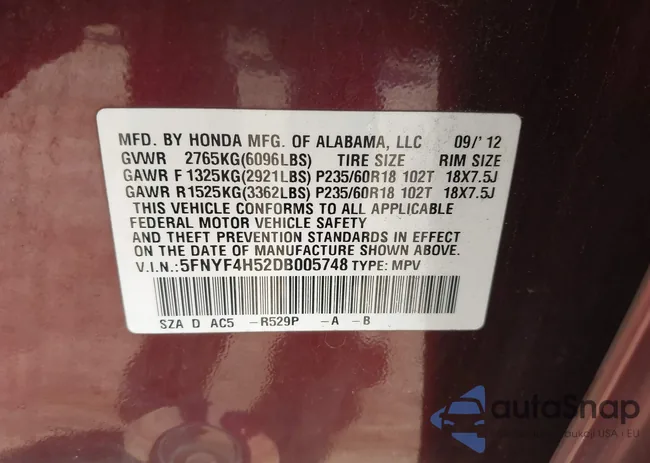 MFD. BY HONDA MFG. OF ALABAMA, LLC 09/'12
GVWR 2765KG(6096LBS) TIRE SIZE RIM SIZE
GAWR F 1325KG(2921LBS) P235/60R18 102T 18X7.5J
GAWR R 1525KG(3362LBS) P235/60R18 102T 18X7.5J
THIS VEHICLE CONFORMS TO ALL APPLICABLE
FEDERAL MOTOR VEHICLE SAFETY
AND THEFT PREVENTION STANDARDS IN EFFECT
ON THE DATE OF MANUFACTURE SHOWN ABOVE.
V.I.N.:5FNYF4H52DB005748 TYPE: MPV
SZA D AC5 -R529P -A -B
autoSnap
aukcji USA i EU